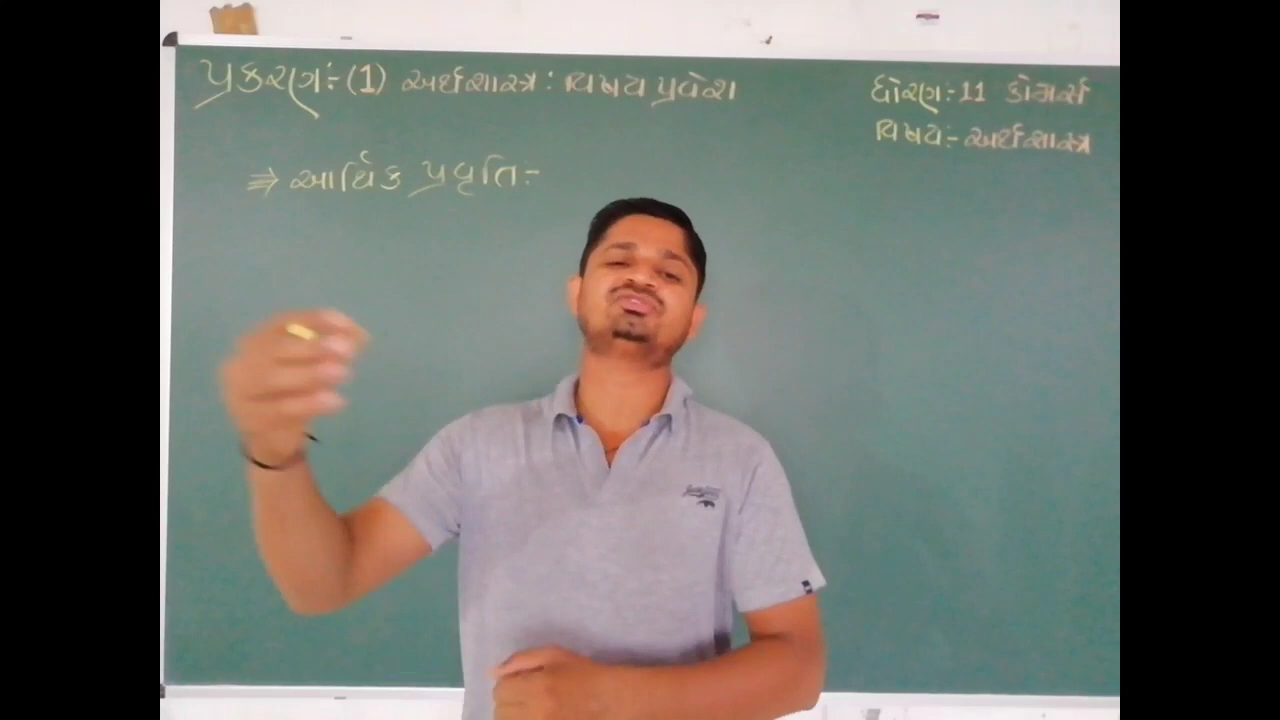 પ્રકરણ:-(1) અર્થશાસ્ત્ર : વિષય પ્રવેશ
ધોરણ:-11 કોમર્સ
વિષય:- અર્થશાસ્ત્ર
⇒ આર્થિક પ્રવૃતિ:-